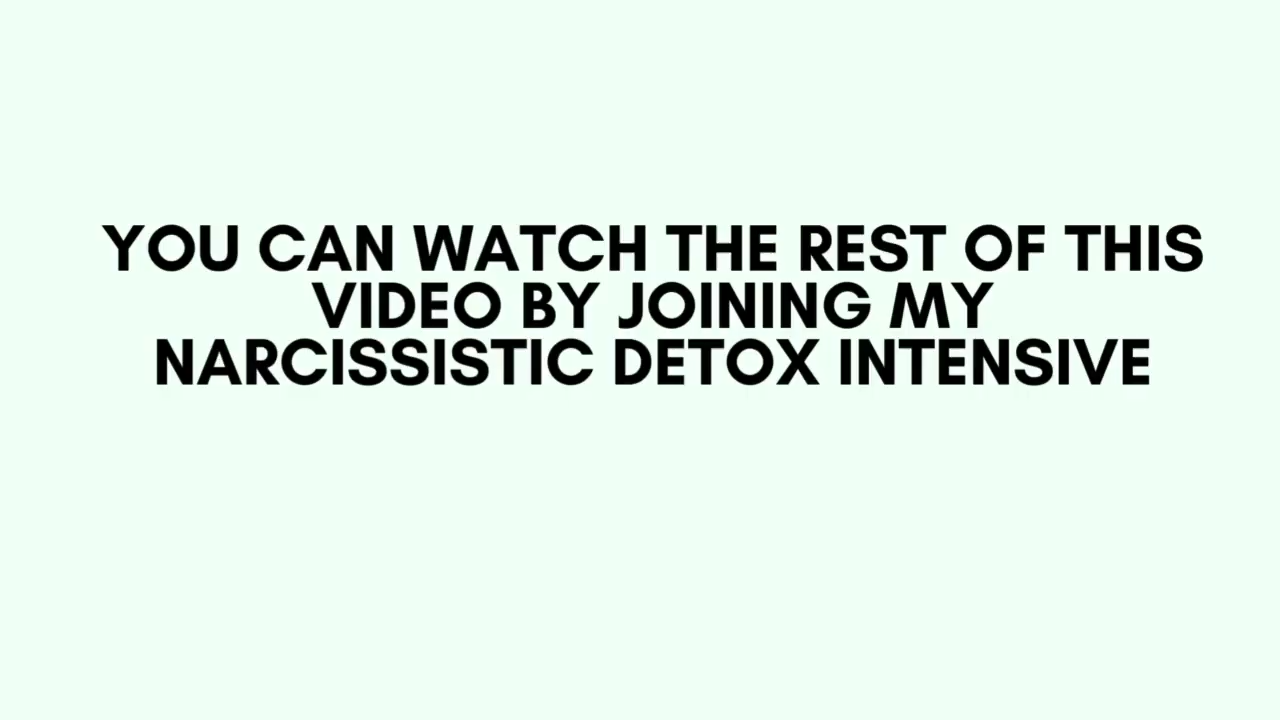 YOU CAN WATCH THE REST OF THIS
VIDEO BY JOINING MY
NARCISSISTIC DETOX INTENSIVE